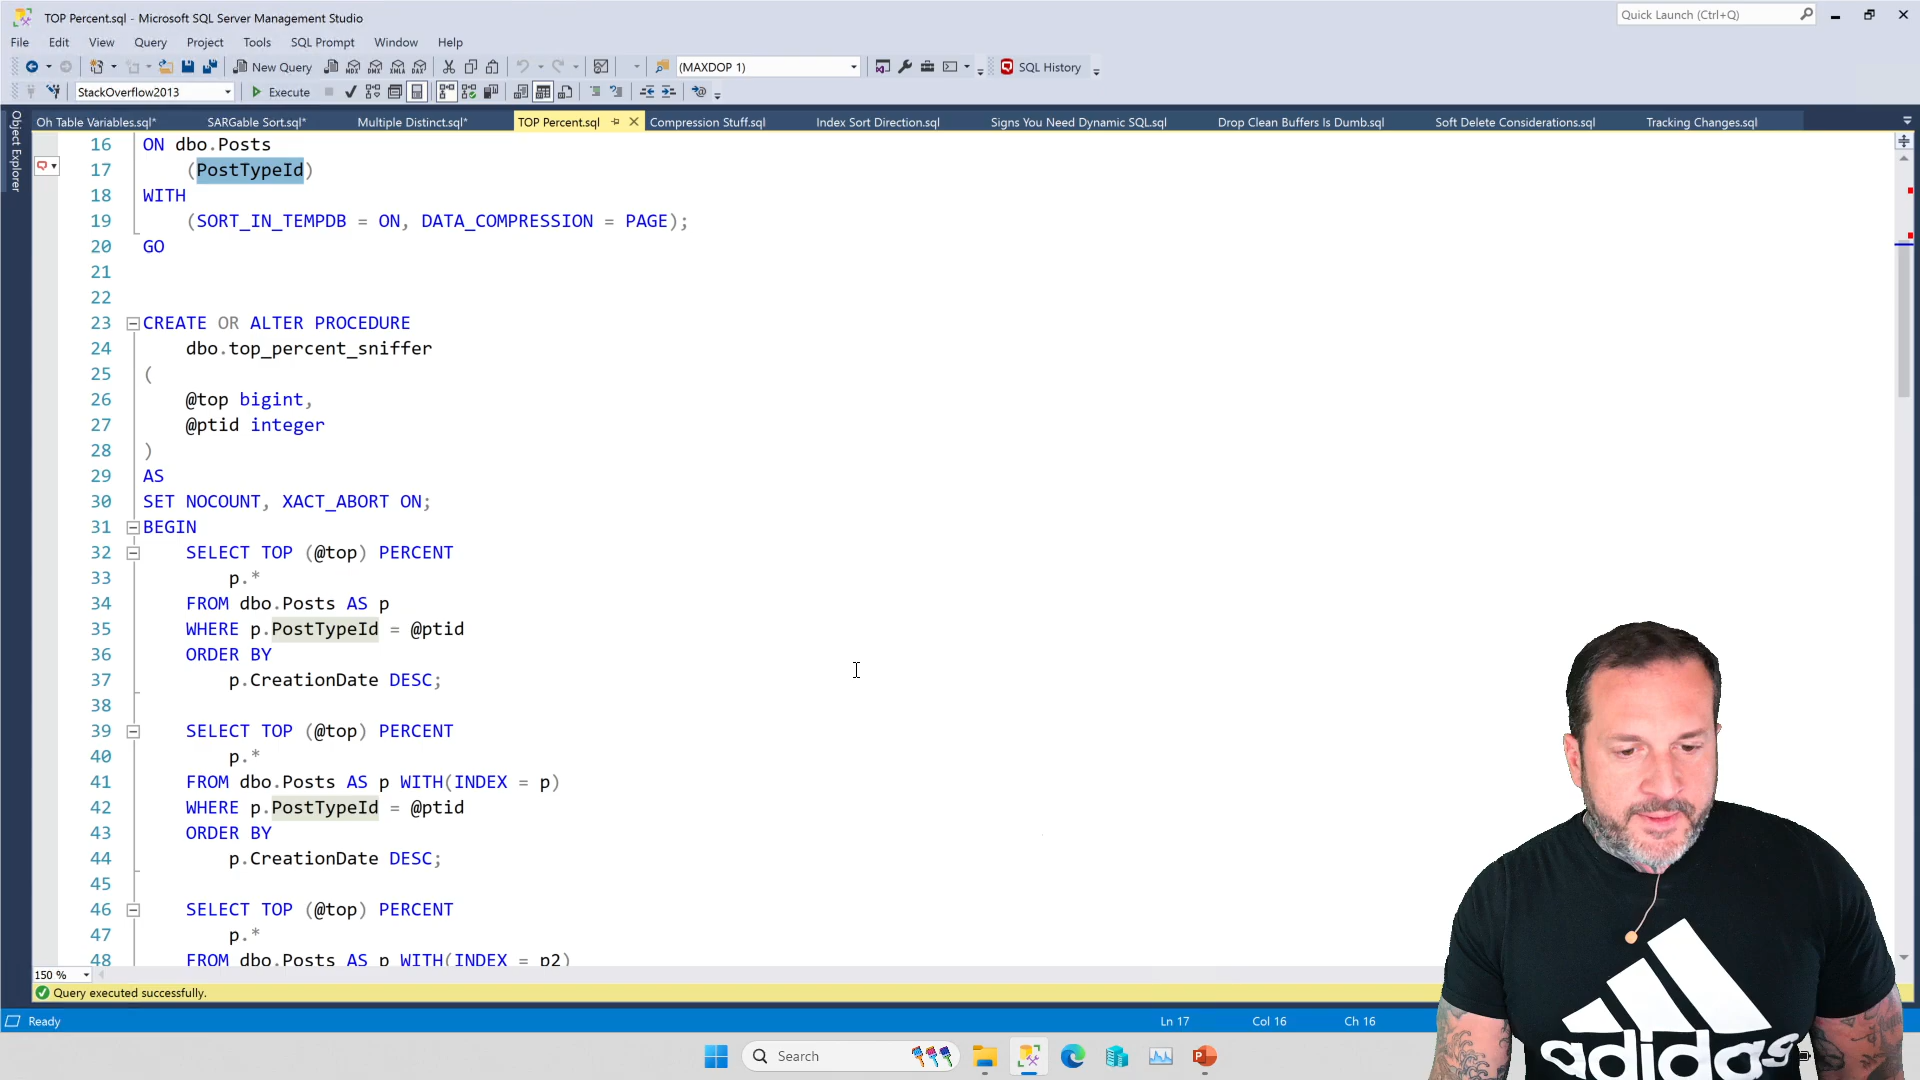 TOP Percent.sql - Microsoft SQL Server Management Studio
Quick Launch (Ctrl+Q)
File Edit View Query Project Tools SQL Prompt Window Help
New Query (MAXDOP 1) SQL History
StackOverflow2013 Execute
Oh Table Variables.sql* SARGable Sort.sql* Multiple Distinct.sql* TOP Percent.sql Compression Stuff.sql Index Sort Direction.sql Signs You Need Dynamic SQL.sql Drop Clean Buffers Is Dumb.sql Soft Delete Considerations.sql Tracking Changes.sql
Object Explorer
16 ON dbo.Posts
17 (PostTypeId)
18 WITH
19 (SORT_IN_TEMPDB = ON, DATA_COMPRESSION = PAGE);
20 GO
21
22
23 CREATE OR ALTER PROCEDURE
24 dbo.top_percent_sniffer
25 (
26 @top bigint,
27 @ptid integer
28 )
29 AS
30 SET NOCOUNT, XACT_ABORT ON;
31 BEGIN
32 SELECT TOP (@top) PERCENT
33 p.*
34 FROM dbo.Posts AS p
35 WHERE p.PostTypeId = @ptid
36 ORDER BY
37 p.CreationDate DESC;
38
39 SELECT TOP (@top) PERCENT
40 p.*
41 FROM dbo.Posts AS p WITH(INDEX = p)
42 WHERE p.PostTypeId = @ptid
43 ORDER BY
44 p.CreationDate DESC;
45
46 SELECT TOP (@top) PERCENT
47 p.*
48 FROM dbo.Posts AS p WITH(INDEX = p2)
150 %
Query executed successfully.
Ready Ln 17 Col 16 Ch 16
Search
adidas